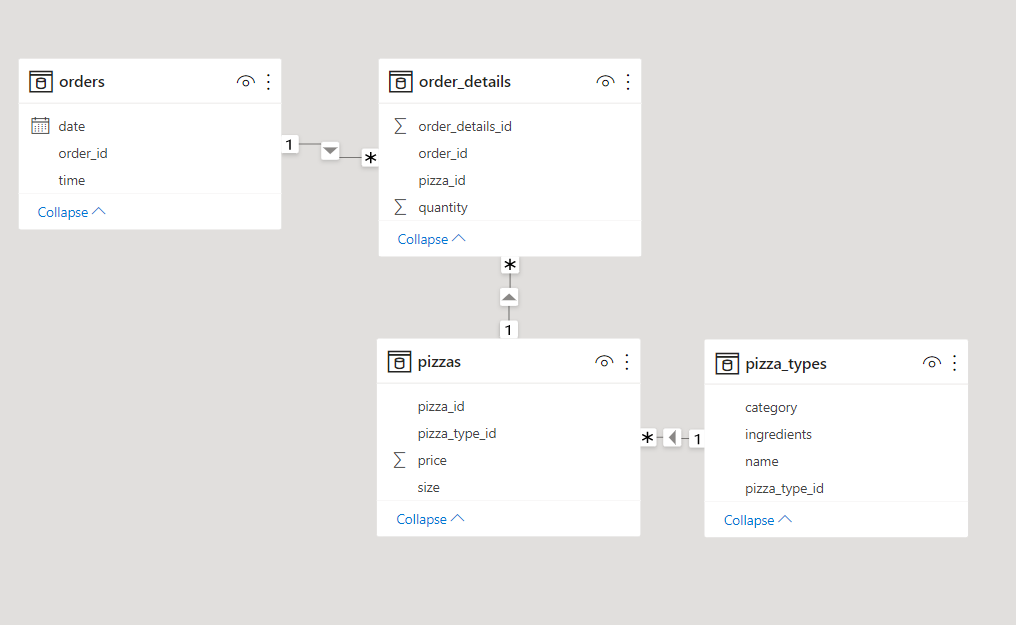 orders
date
order_id
time
Collapse
1
*
order_details
order_details_id
order_id
pizza_id
quantity
Collapse
*
1
pizzas
pizza_id
pizza_type_id
price
size
Collapse
*
1
pizza_types
category
ingredients
name
pizza_type_id
Collapse